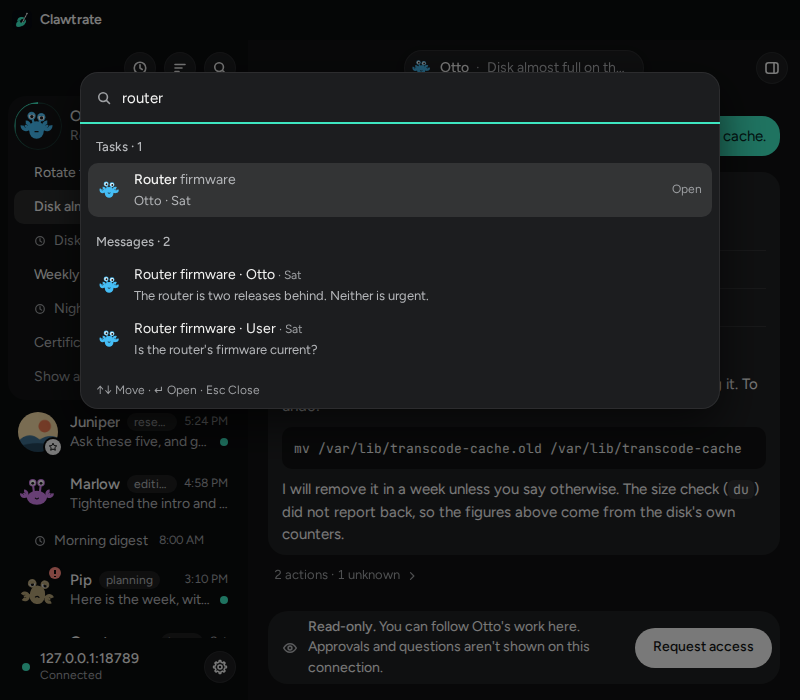 Clawtrate
Otto · Disk almost full on th...
router
cache.
Tasks · 1
Router firmware
Otto · Sat
Open
Messages · 2
Router firmware · Otto · Sat
The router is two releases behind. Neither is urgent.
Router firmware · User · Sat
Is the router's firmware current?
↑↓ Move · ↵ Open · Esc Close
Rotate
Disk aln
Disk
Weekly
Nigh
Certific
Show a
Juniper rese... 5:24 PM
Ask these five, and g...
Marlow editi... 4:58 PM
Tightened the intro and ...
Morning digest 8:00 AM
Pip planning 3:10 PM
Here is the week, wit...
127.0.0.1:18789
Connected
it. To
mv /var/lib/transcode-cache.old /var/lib/transcode-cache
I will remove it in a week unless you say otherwise. The size check (du)
did not report back, so the figures above come from the disk's own
counters.
2 actions · 1 unknown
Read-only. You can follow Otto's work here.
Approvals and questions aren't shown on this
connection.
Request access